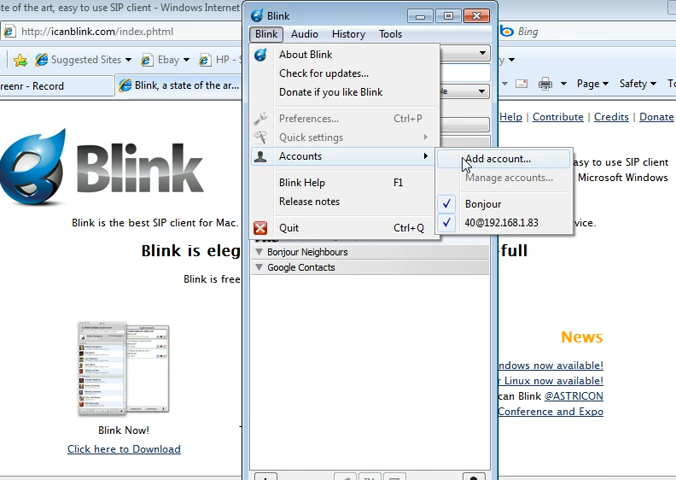 te of the art, easy to use SIP client - Windows Internet
Blink
http://icanblink.com/index.phtml
Bing
Blink Audio History Tools
Suggested Sites Ebay HP - S
About Blink
Check for updates...
Donate if you like Blink
Preferences... Ctrl+P
Quick settings
Accounts
Blink Help F1
Release notes
Quit Ctrl+Q
Add account...
Manage accounts...
Bonjour
40@192.168.1.83
eenr - Record
Blink, a state of the ar...
Page Safety T
Help | Contribute | Credits | Donate
Blink
easy to use SIP client
Microsoft Windows
Blink is the best SIP client for Mac.
vice.
Blink is eleg
-full
Blink is free
Bonjour Neighbours
Google Contacts
News
ndows now available!
r Linux now available!
can Blink @ASTRICON
Conference and Expo
Blink Now!
Click here to Download